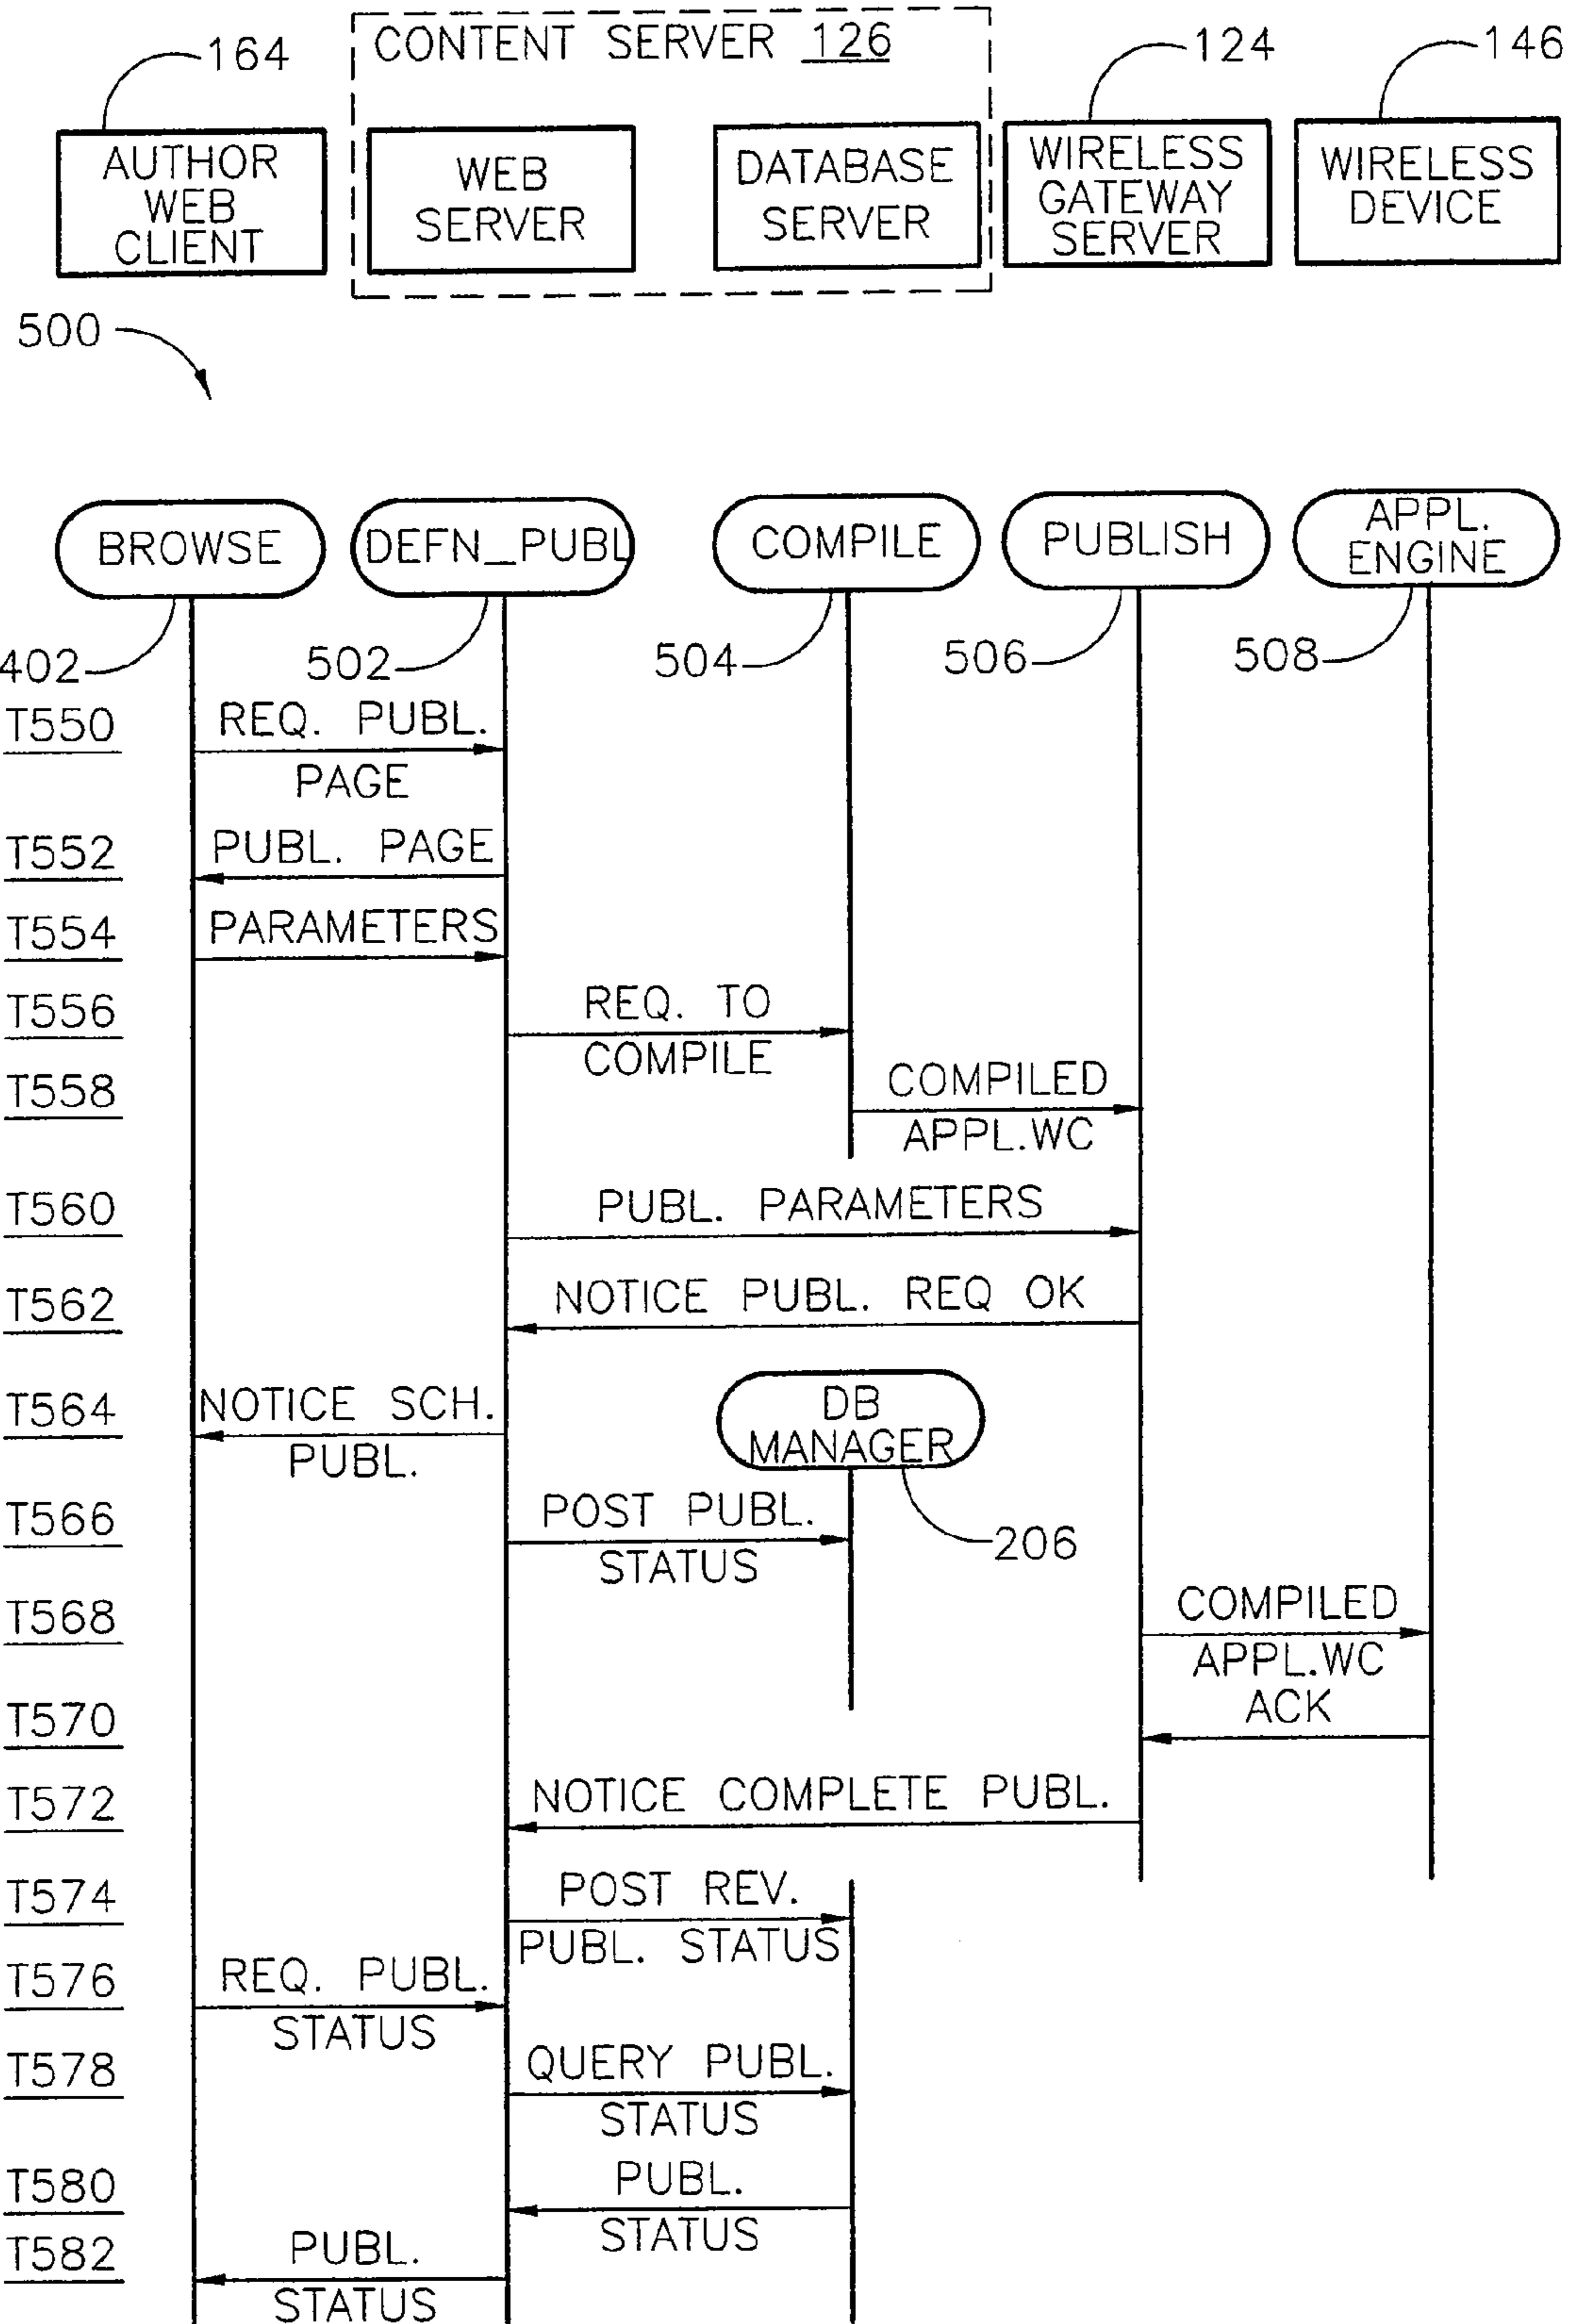 164
CONTENT SERVER 126
124
146
AUTHOR
WEB
CLIENT
WEB
SERVER
DATABASE
SERVER
WIRELESS
GATEWAY
SERVER
WIRELESS
DEVICE
500
BROWSE
DEFN_PUBL
COMPILE
PUBLISH
APPL.
ENGINE
402
502
504
506
508
T550
REQ. PUBL.
PAGE
T552
PUBL. PAGE
T554
PARAMETERS
T556
REQ. TO
COMPILE
T558
COMPILED
APPL.WC
T560
PUBL. PARAMETERS
T562
NOTICE PUBL. REQ OK
T564
NOTICE SCH.
PUBL.
DB
MANAGER
206
T566
POST PUBL.
STATUS
T568
COMPILED
APPL.WC
T570
ACK
T572
NOTICE COMPLETE PUBL.
T574
POST REV.
PUBL. STATUS
T576
REQ. PUBL.
STATUS
T578
QUERY PUBL.
STATUS
T580
PUBL.
STATUS
T582
PUBL.
STATUS